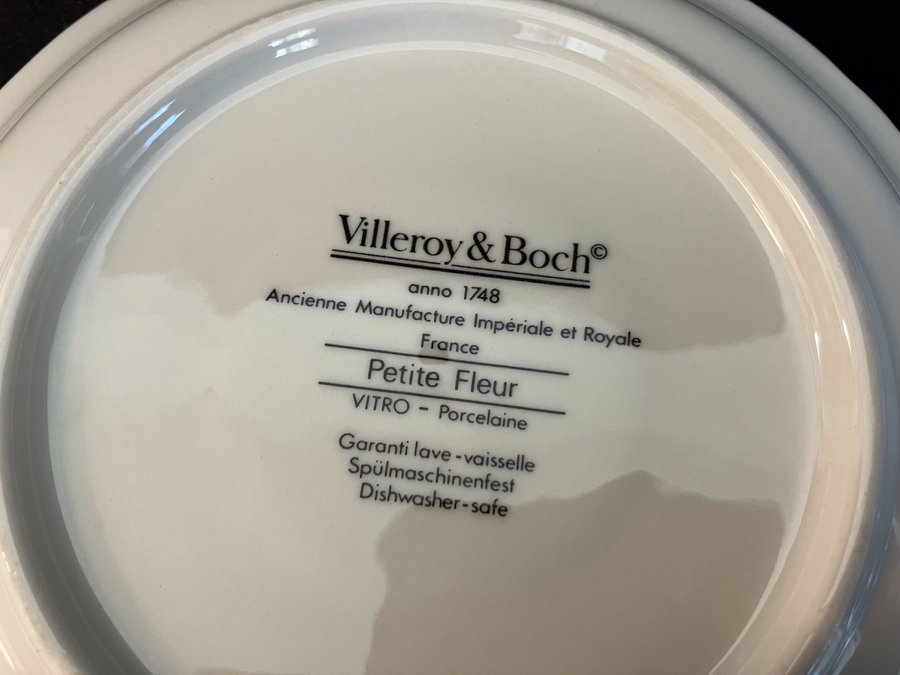 Villeroy & Boch©
anno 1748
Ancienne Manufacture Impériale et Royale
France
Petite Fleur
VITRO – Porcelaine
Garanti lave-vaisselle
Spülmaschinenfest
Dishwasher-safe